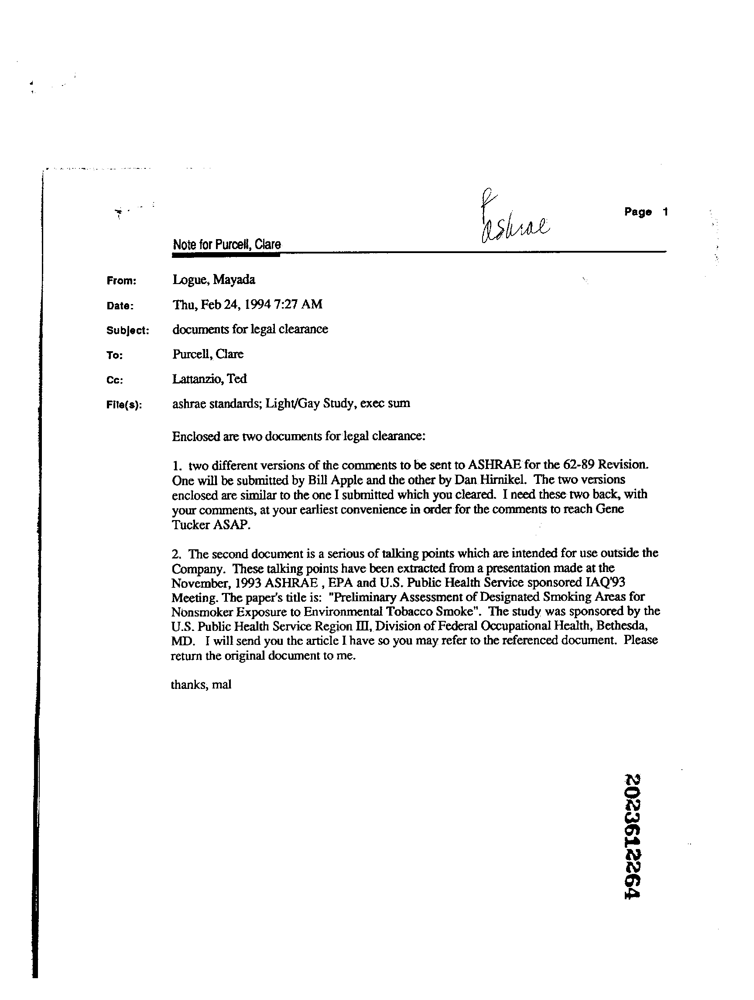 ashrae
Page 1
Note for Purcell, Clare
From: Logue, Mayada
Date: Thu, Feb 24, 1994 7:27 AM
Subject: documents for legal clearance
To: Purcell, Clare
Cc: Lattanzio, Ted
File(s): ashrae standards; Light/Gay Study, exec sum
Enclosed are two documents for legal clearance:
1. two different versions of the comments to be sent to ASHRAE for the 62-89 Revision.
One will be submitted by Bill Apple and the other by Dan Hirnikel. The two versions
enclosed are similar to the one I submitted which you cleared. I need these two back, with
your comments, at your earliest convenience in order for the comments to reach Gene
Tucker ASAP.
2. The second document is a serious of talking points which are intended for use outside the
Company. These talking points have been extracted from a presentation made at the
November, 1993 ASHRAE , EPA and U.S. Public Health Service sponsored IAQ'93
Meeting. The paper's title is: "Preliminary Assessment of Designated Smoking Areas for
Nonsmoker Exposure to Environmental Tobacco Smoke". The study was sponsored by the
U.S. Public Health Service Region III, Division of Federal Occupational Health, Bethesda,
MD. I will send you the article I have so you may refer to the referenced document. Please
return the original document to me.
thanks, mal
2023612264